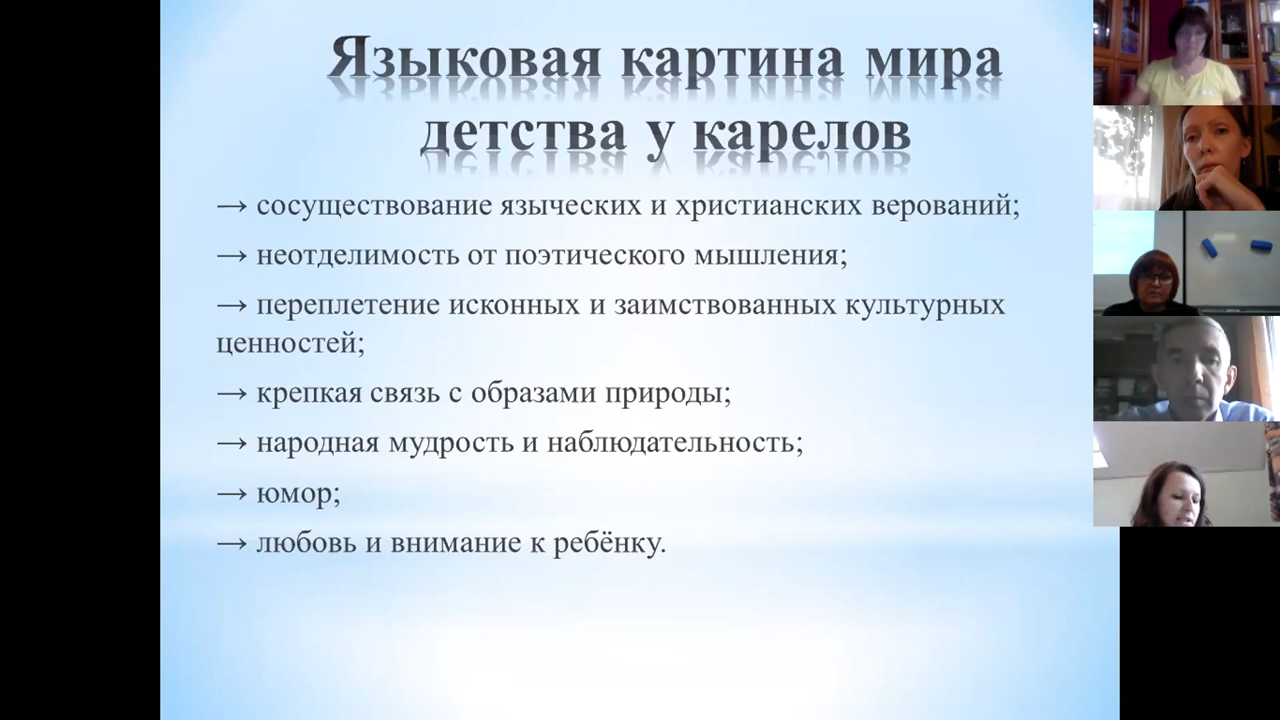 Языковая картина мира
детства у карелов
→ сосуществование языческих и христианских верований;
→ неотделимость от поэтического мышления;
→ переплетение исконных и заимствованных культурных
ценностей;
→ крепкая связь с образами природы;
→ народная мудрость и наблюдательность;
→ юмор;
→ любовь и внимание к ребёнку.